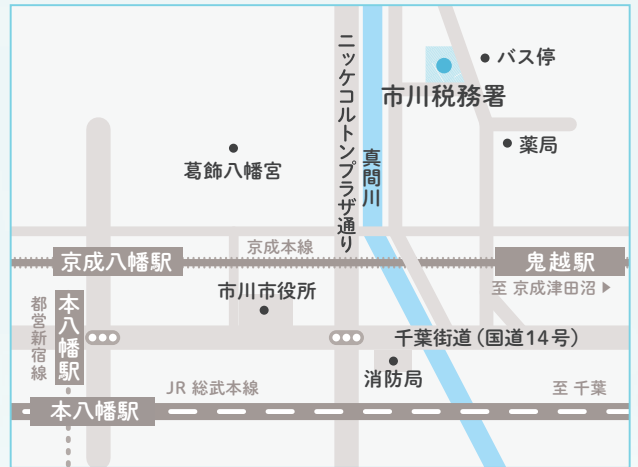 ニッケコルトンプラザ通り
真間川
バス停
市川税務署
薬局
葛飾八幡宮
京成本線
京成八幡駅
鬼越駅
至 京成津田沼 ▶
市川市役所
都営新宿線
本八幡駅
千葉街道（国道14号）
消防局
JR 総武本線
至 千葉
本八幡駅